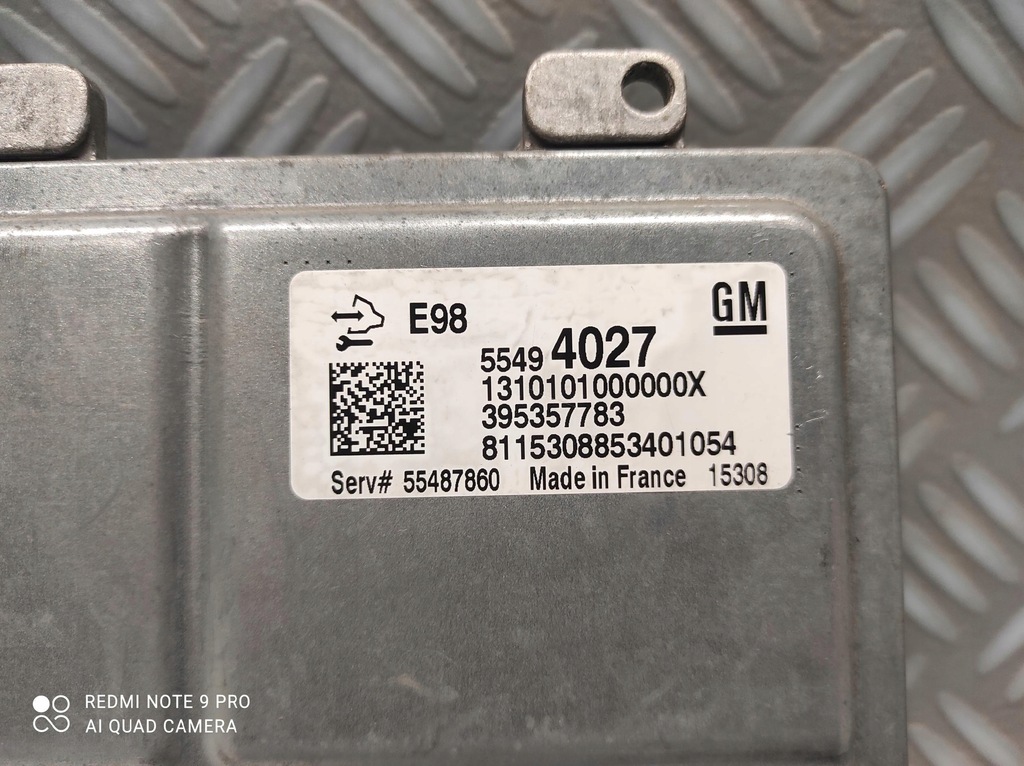 E98
GM
5549 4027
1310101000000X
395357783
8115308853401054
Serv# 55487860 Made in France 15308
REDMI NOTE 9 PRO
AI QUAD CAMERA